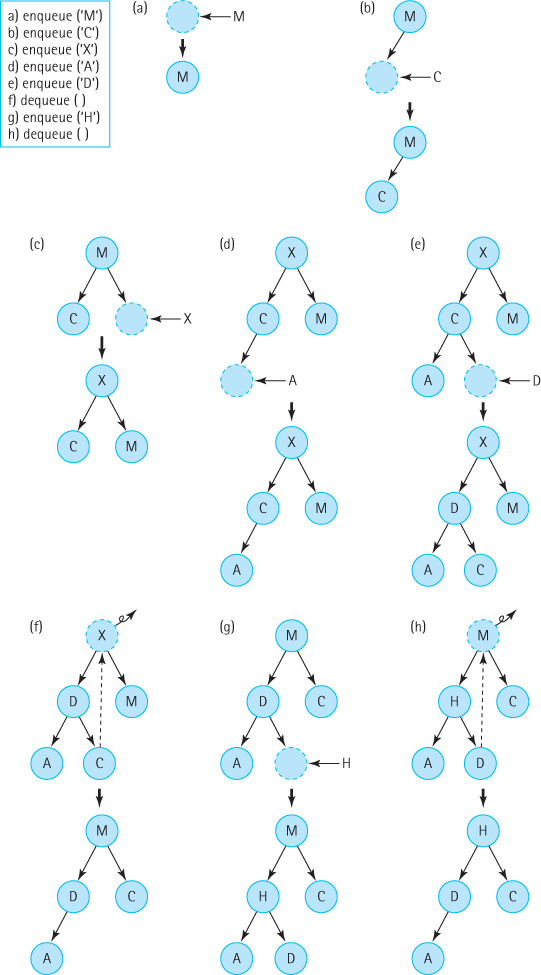 a) enqueue ('M')
b) enqueue ('C')
c) enqueue ('X')
d) enqueue ('A')
e) enqueue ('D')
f) dequeue ( )
g) enqueue ('H')
h) dequeue ( )
(a)
M
M
(b)
M
C
M
C
(c)
M
C
X
X
C M
(d)
X
C M
A
X
C M
A
(e)
X
C M
A D
X
D M
A C
(f)
X
D M
A C
M
D C
A
(g)
M
D C
A H
M
H C
A D
(h)
M
H C
A D
H
D C
A